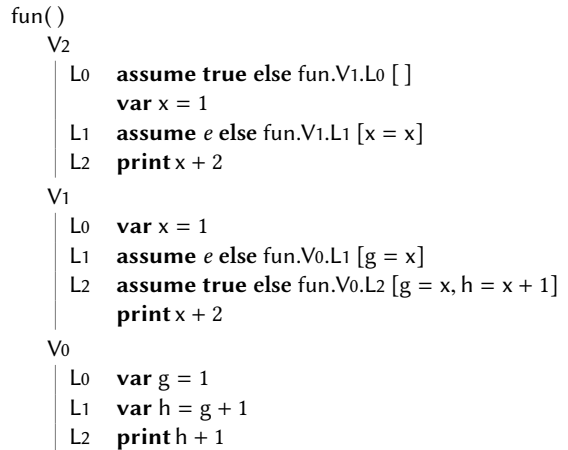 fun( )
V2
L0 assume true else fun.V1.L0 [ ]
var x = 1
L1 assume e else fun.V1.L1 [x = x]
L2 print x + 2
V1
L0 var x = 1
L1 assume e else fun.V0.L1 [g = x]
L2 assume true else fun.V0.L2 [g = x, h = x + 1]
print x + 2
V0
L0 var g = 1
L1 var h = g + 1
L2 print h + 1